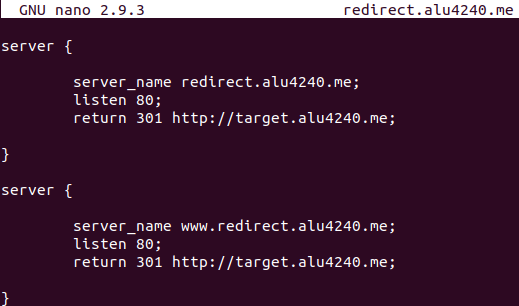 GNU nano 2.9.3 redirect.alu4240.me
server {
server_name redirect.alu4240.me;
listen 80;
return 301 http://target.alu4240.me;
}
server {
server_name www.redirect.alu4240.me;
listen 80;
return 301 http://target.alu4240.me;
}